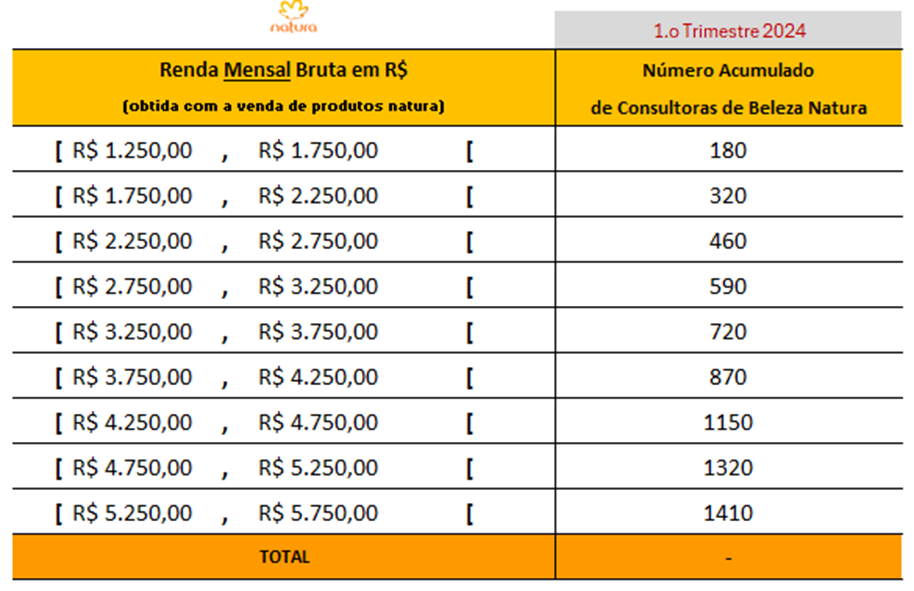 natura
1.o Trimestre 2024
Renda Mensal Bruta em R$
(obtida com a venda de produtos natura)
Número Acumulado
de Consultoras de Beleza Natura
[ R$ 1.250,00 , R$ 1.750,00 [ 180
[ R$ 1.750,00 , R$ 2.250,00 [ 320
[ R$ 2.250,00 , R$ 2.750,00 [ 460
[ R$ 2.750,00 , R$ 3.250,00 [ 590
[ R$ 3.250,00 , R$ 3.750,00 [ 720
[ R$ 3.750,00 , R$ 4.250,00 [ 870
[ R$ 4.250,00 , R$ 4.750,00 [ 1150
[ R$ 4.750,00 , R$ 5.250,00 [ 1320
[ R$ 5.250,00 , R$ 5.750,00 [ 1410
TOTAL -